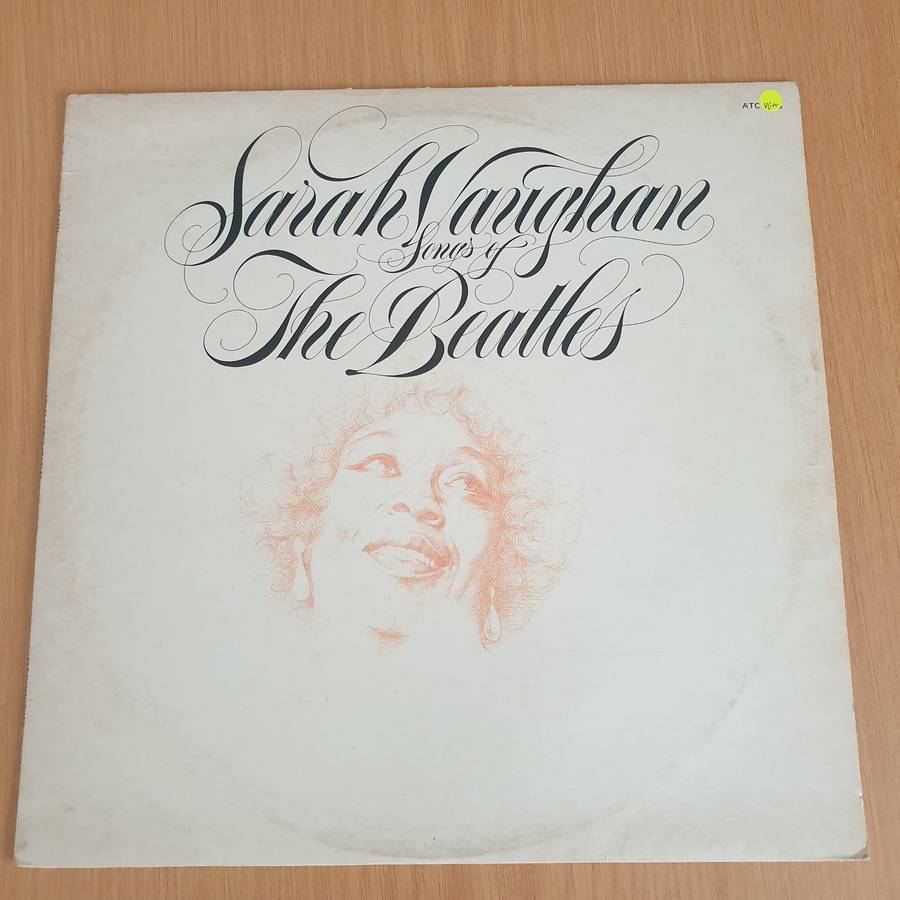 ATC VG++
Sarah Vaughan
Songs of
The Beatles